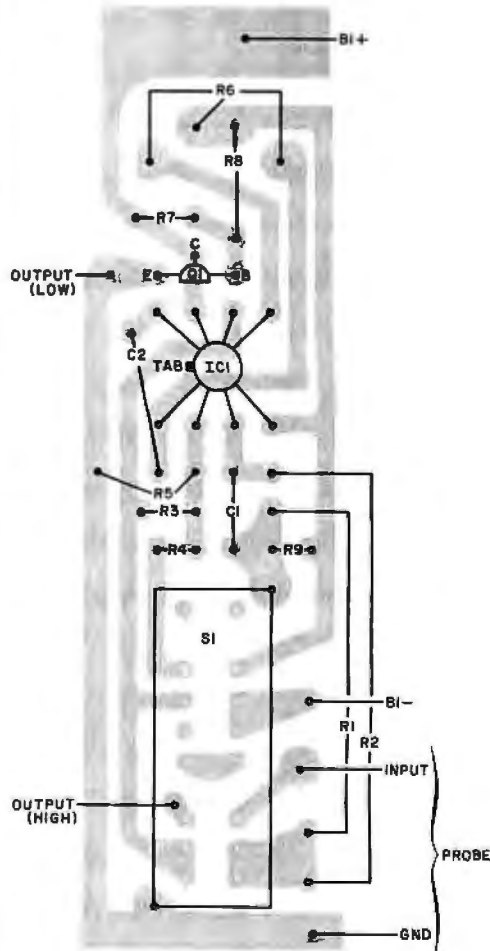 B1+
R6
R8
R7
C
OUTPUT
(LOW)
E
Q1
B
C2
TAB
IC1
R5
R3
C1
R4
R9
S1
B1-
R1
R2
INPUT
OUTPUT
(HIGH)
PROBE
GND